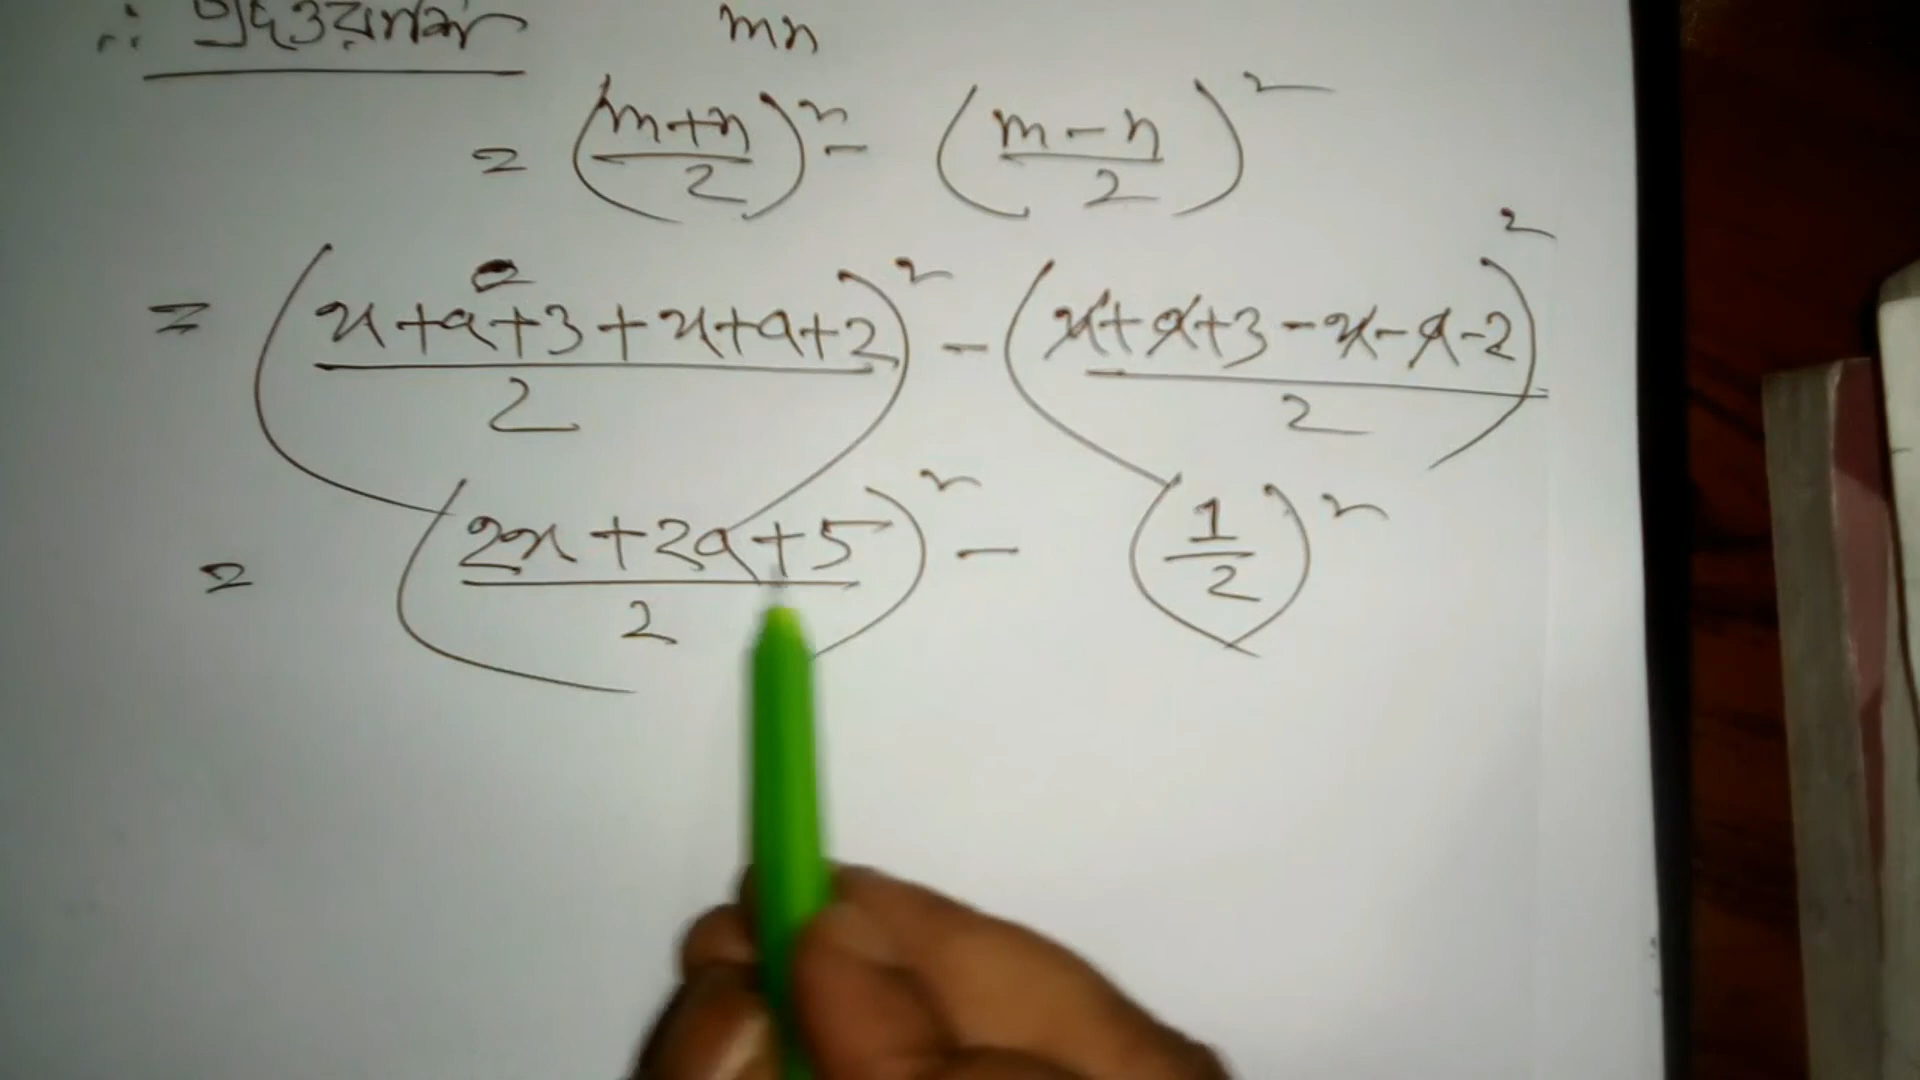 ∴ প্রদত্ত রাশি mn
= (m+n/2)² - (m-n/2)²
= (x+a+3+x+a+2/2)² - (x+a+3-x-a-2/2)²
= (2x+2a+5/2)² - (1/2)²